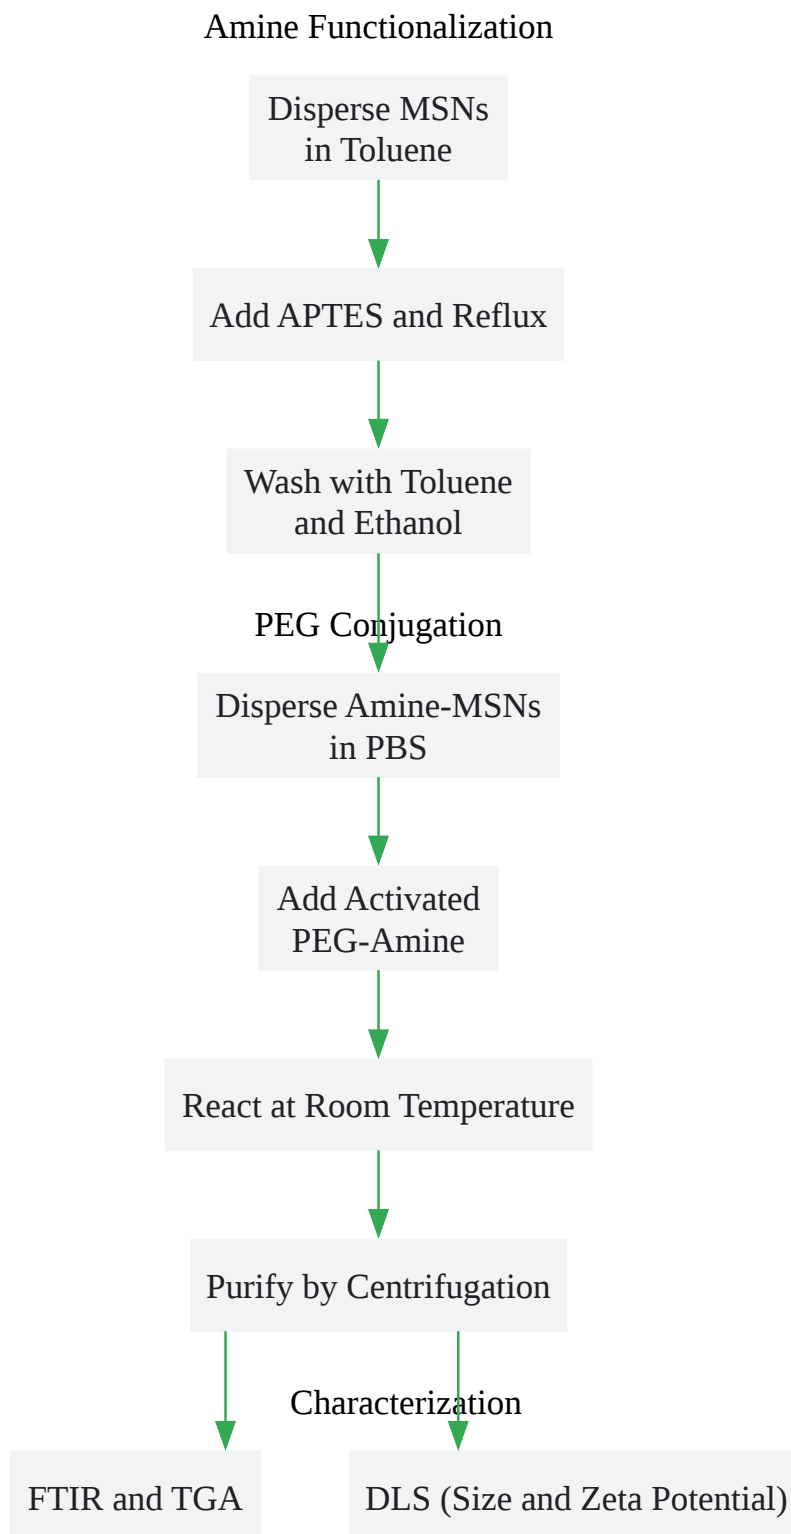 Amine Functionalization
Disperse MSNs
in Toluene
Add APTES and Reflux
Wash with Toluene
and Ethanol
PEG Conjugation
Disperse Amine-MSNs
in PBS
Add Activated
PEG-Amine
React at Room Temperature
Purify by Centrifugation
Characterization
FTIR and TGA
DLS (Size and Zeta Potential)